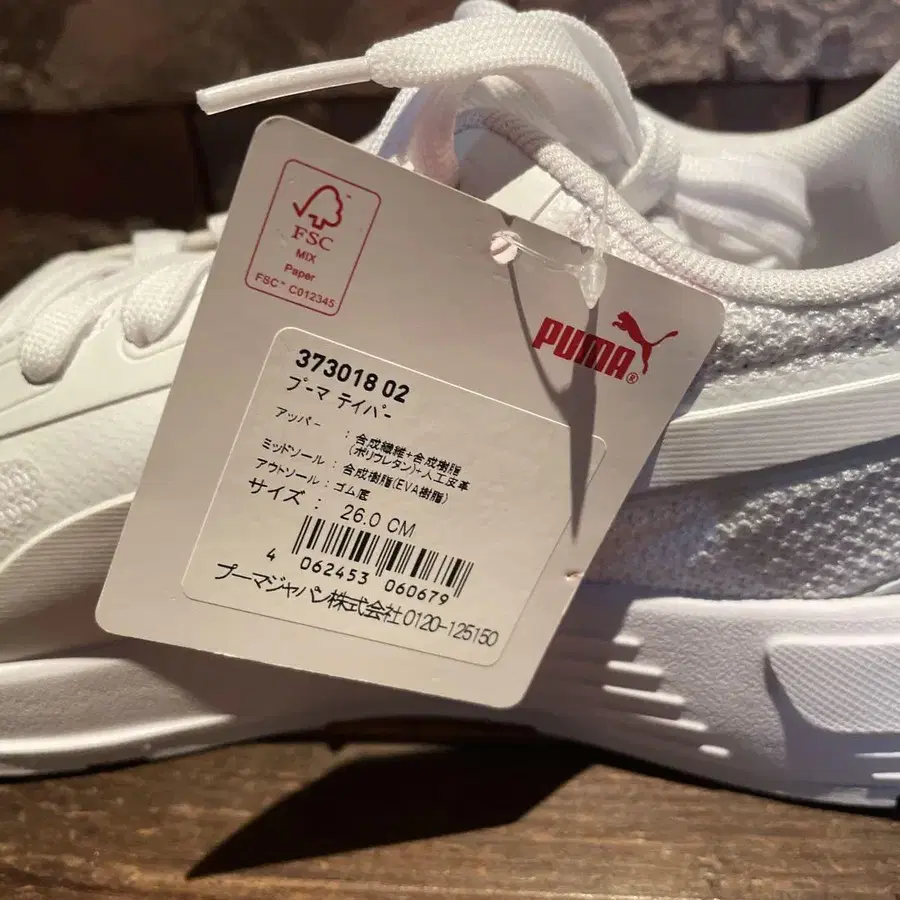 FSC
MIX
Paper
FSC™ C012345
PUMA®
373018 02
プーマ テイパー
アッパー : 合成繊維+合成樹脂
(ポリウレタン)+人工皮革
ミッドソール : 合成樹脂(EVA樹脂)
アウトソール : ゴム底
サイズ : 26.0 CM
4 062453 060679
プーマジャパン株式会社 0120-125150